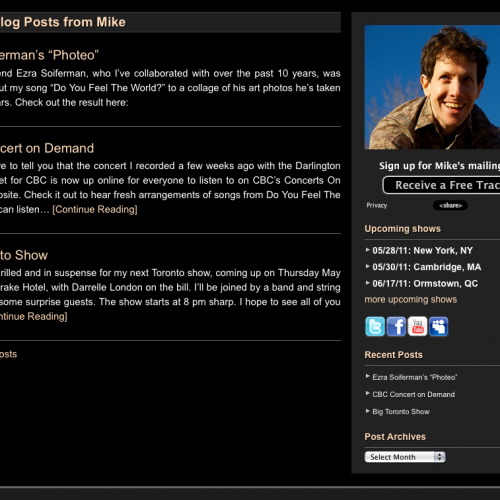 log Posts from Mike
erman's “Photeo”
end Ezra Soiferman, who I've collaborated with over the past 10 years, was
ut my song “Do You Feel The World?” to a collage of his art photos he's taken
ars. Check out the result here:
cert on Demand
re to tell you that the concert I recorded a few weeks ago with the Darlington
et for CBC is now up online for everyone to listen to on CBC's Concerts On
bsite. Check it out to hear fresh arrangements of songs from Do You Feel The
can listen… [Continue Reading]
to Show
rilled and in suspense for my next Toronto show, coming up on Thursday May
rake Hotel, with Darrelle London on the bill. I'll be joined by a band and string
some surprise guests. The show starts at 8 pm sharp. I hope to see all of you
ntinue Reading]
osts
Sign up for Mike's mailing
Receive a Free Trac
Privacy
<share>
Upcoming shows
05/28/11: New York, NY
05/30/11: Cambridge, MA
06/17/11: Ormstown, QC
more upcoming shows
You Tube
Recent Posts
Ezra Soiferman's “Photeo”
CBC Concert on Demand
Big Toronto Show
Post Archives
Select Month